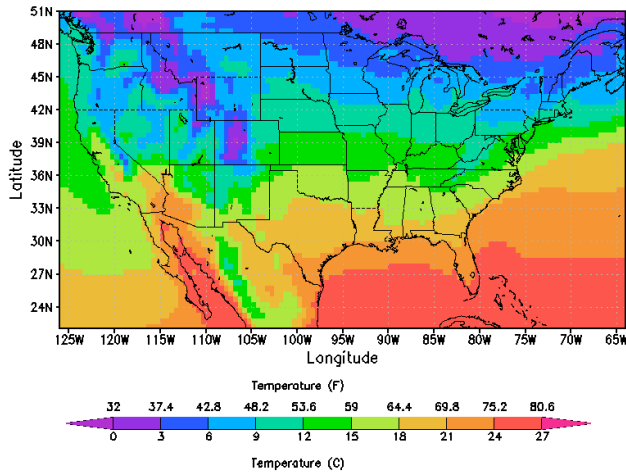 51N
48N
45N
42N
39N
36N
33N
30N
27N
24N
Latitude
125W 120W 115W 110W 105W 100W 95W 90W 85W 80W 75W 70W 65W
Longitude
Temperature (F)
32 37.4 42.8 48.2 53.6 59 64.4 69.8 75.2 80.6
0 3 6 9 12 15 18 21 24 27
Temperature (C)